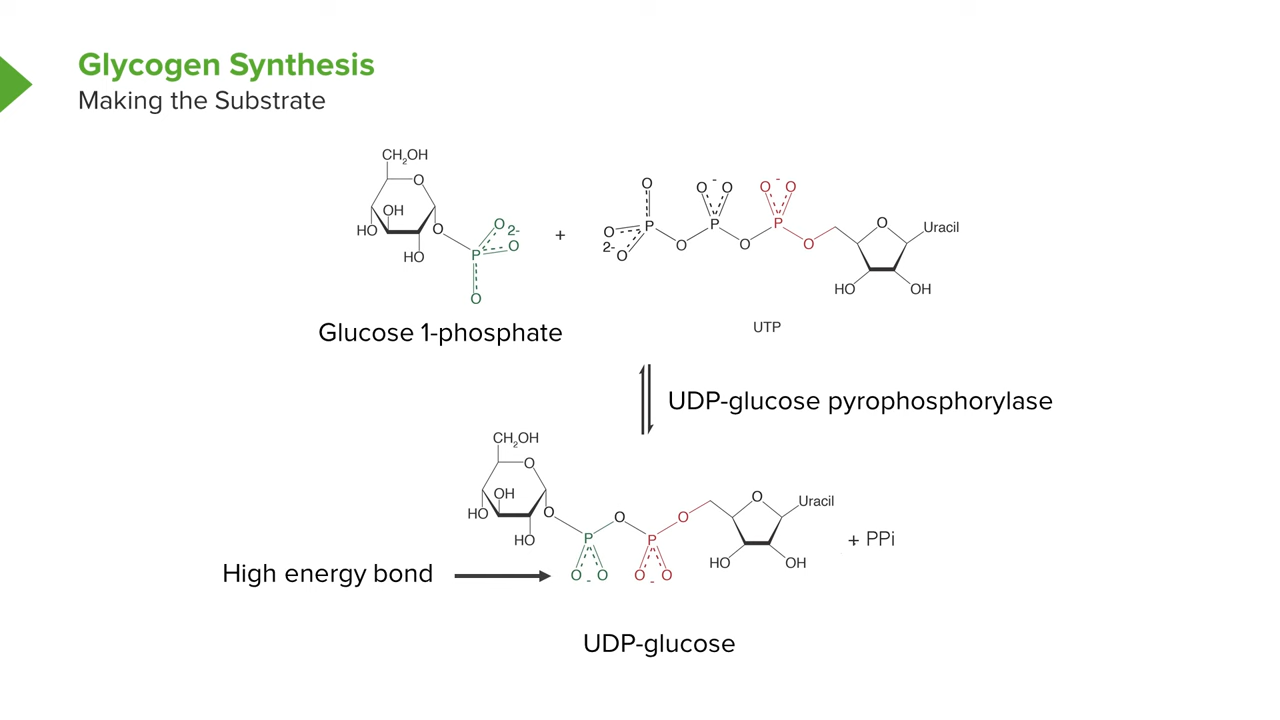 Glycogen Synthesis
Making the Substrate
CH2OH
O
OH
HO
O
HO
P
O 2-
O
O
Glucose 1-phosphate
+
O
O
2-
O
P
O
O - O
P
O
O - O
P
O
O
Uracil
HO
OH
UTP
UDP-glucose pyrophosphorylase
CH2OH
O
OH
HO
O
HO
P
O - O
O
P
O - O
O
O
Uracil
HO
OH
+ PPi
High energy bond
UDP-glucose